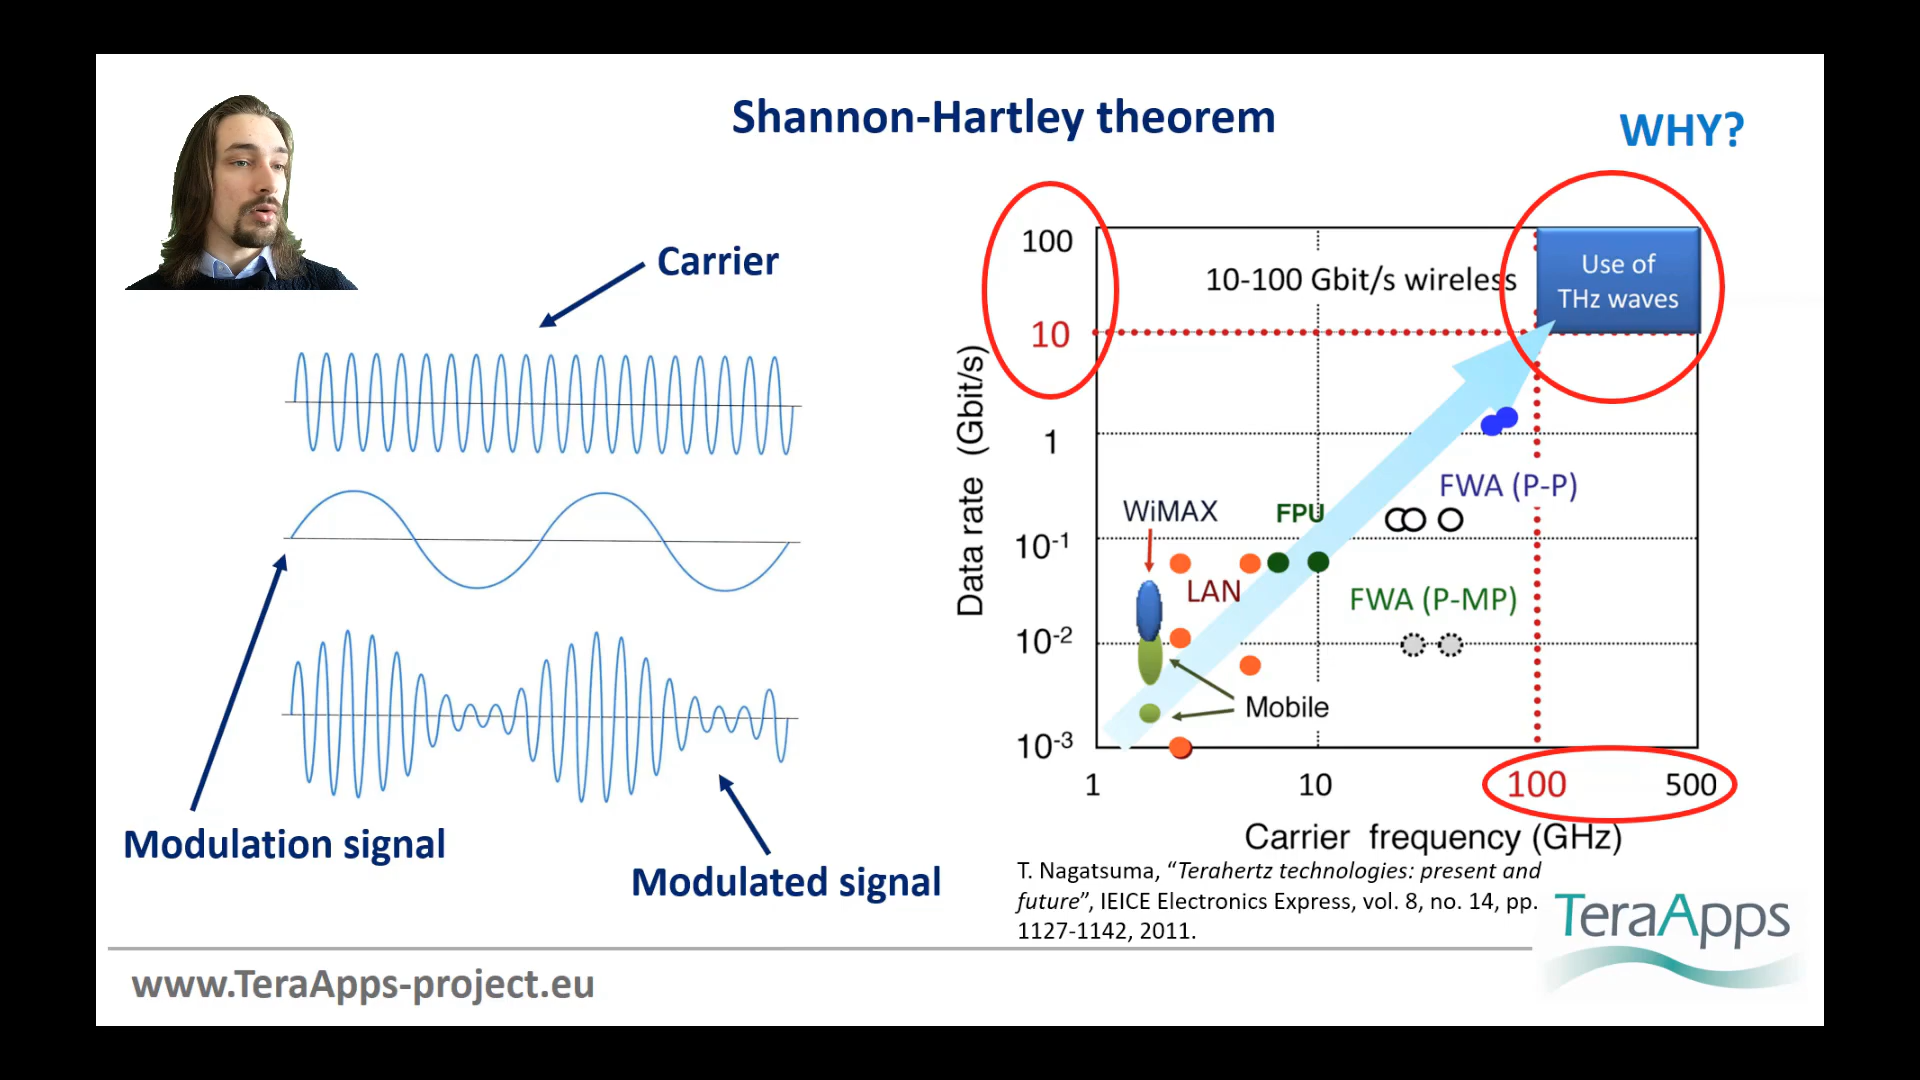 Shannon-Hartley theorem
WHY?
Carrier
Modulation signal
Modulated signal
100
10
1
10-1
10-2
10-3
Data rate (Gbit/s)
10-100 Gbit/s wireless
Use of
THz waves
FWA (P-P)
WiMAX
FPU
LAN
FWA (P-MP)
Mobile
1
10
100
500
Carrier frequency (GHz)
T. Nagatsuma, “Terahertz technologies: present and
future”, IEICE Electronics Express, vol. 8, no. 14, pp.
1127-1142, 2011.
TeraApps
www.TeraApps-project.eu